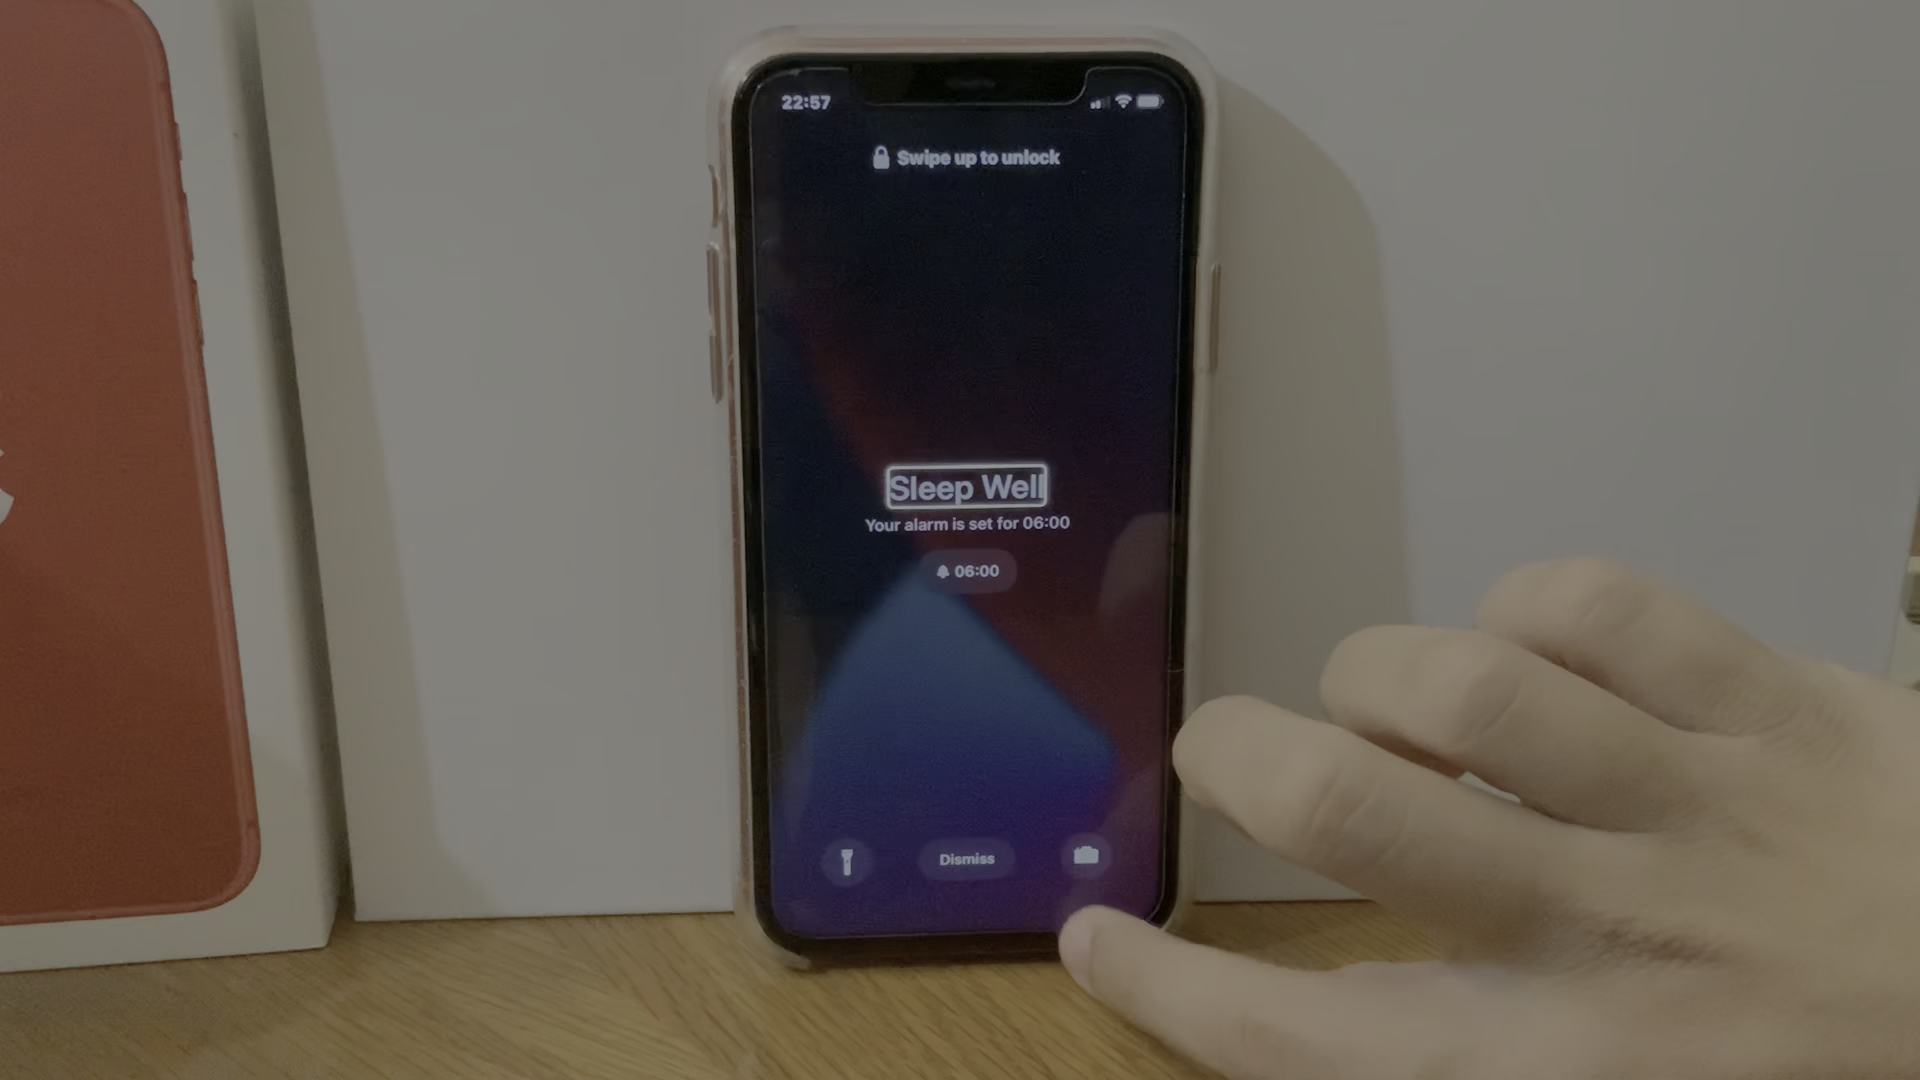 22:57
Swipe up to unlock
Sleep Well
Your alarm is set for 06:00
06:00
Dismiss